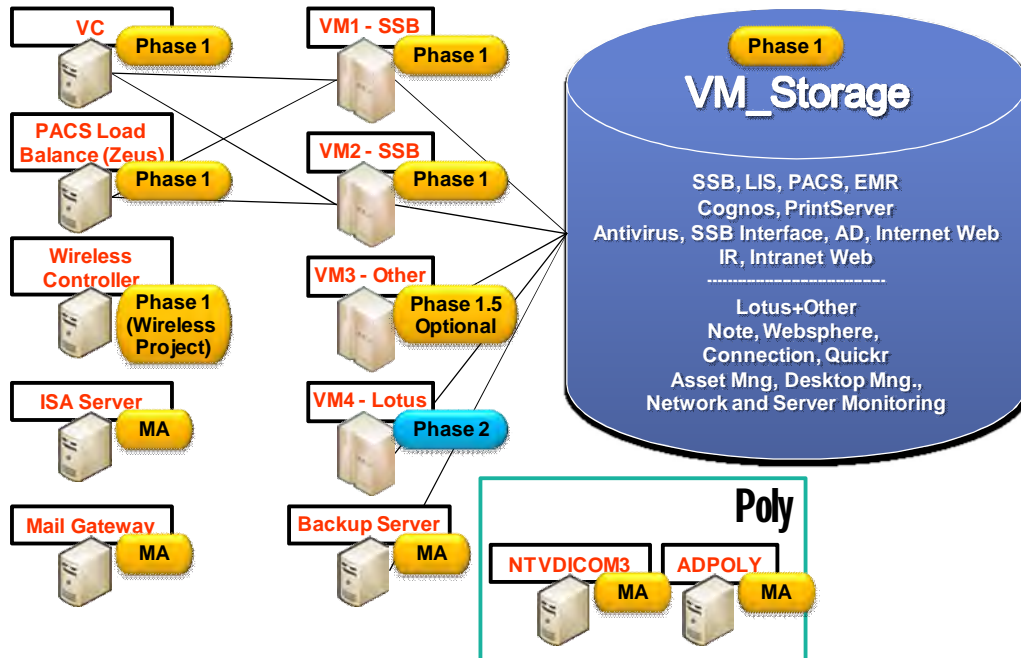 VC
Phase 1
VM1 - SSB
Phase 1
Phase 1
VM_Storage
PACS Load
Balance (Zeus)
Phase 1
VM2 - SSB
Phase 1
SSB, LIS, PACS, EMR
Cognos, PrintServer
Antivirus, SSB Interface, AD, Internet Web
IR, Intranet Web
------------------------------------
Lotus+Other
Note, Websphere,
Connection, Quickr
Asset Mng, Desktop Mng.,
Network and Server Monitoring
Wireless
Controller
Phase 1
(Wireless
Project)
VM3 - Other
Phase 1.5
Optional
ISA Server
MA
VM4 - Lotus
Phase 2
Mail Gateway
MA
Backup Server
MA
Poly
NTVDICOM3
MA
ADPOLY
MA